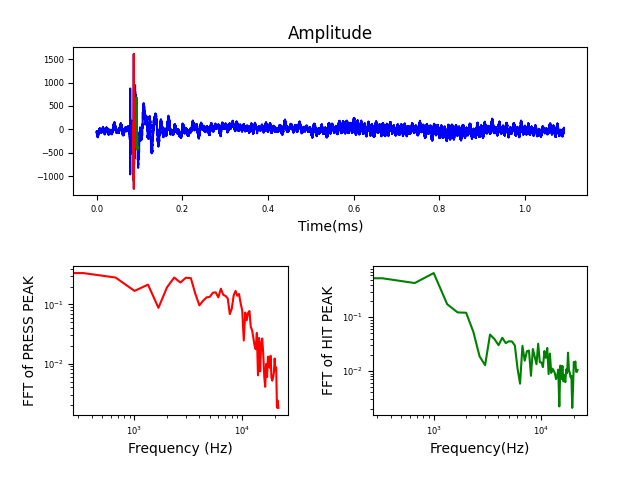 Amplitude
1500
1000
500
0
−500
−1000
0.0 0.2 0.4 0.6 0.8 1.0
Time(ms)
FFT of PRESS PEAK
10⁻¹
10⁻²
10³ 10⁴
Frequency (Hz)
FFT of HIT PEAK
10⁻¹
10⁻²
10³ 10⁴
Frequency(Hz)